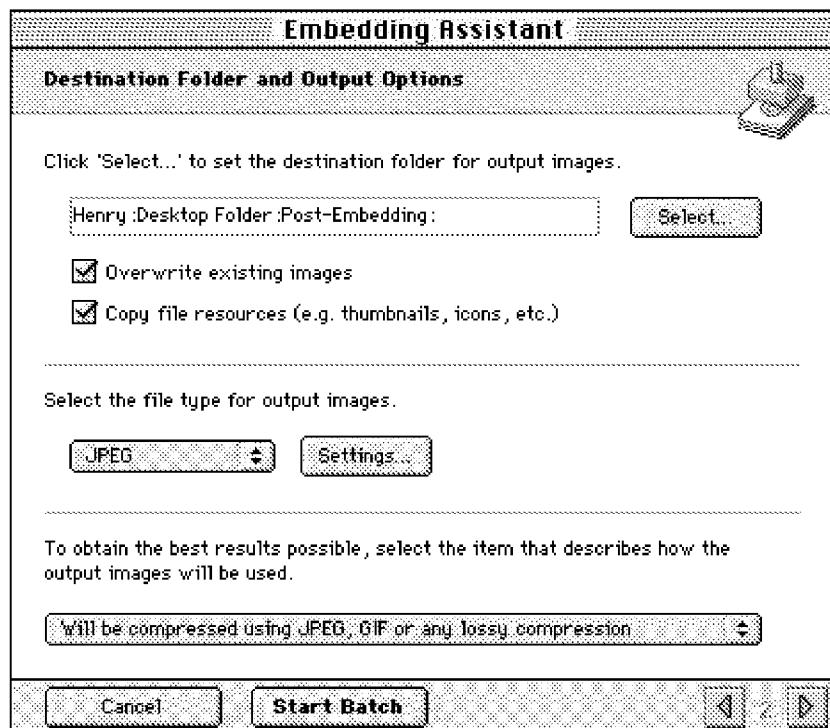 Embedding Assistant
Destination Folder and Output Options
Click 'Select...' to set the destination folder for output images.
Henry :Desktop Folder :Post-Embedding :
Select...
Overwrite existing images
Copy file resources (e.g. thumbnails, icons, etc.)
Select the file type for output images.
JPEG
Settings...
To obtain the best results possible, select the item that describes how the
output images will be used.
Will be compressed using JPEG, GIF or any lossy compression
Cancel
Start Batch